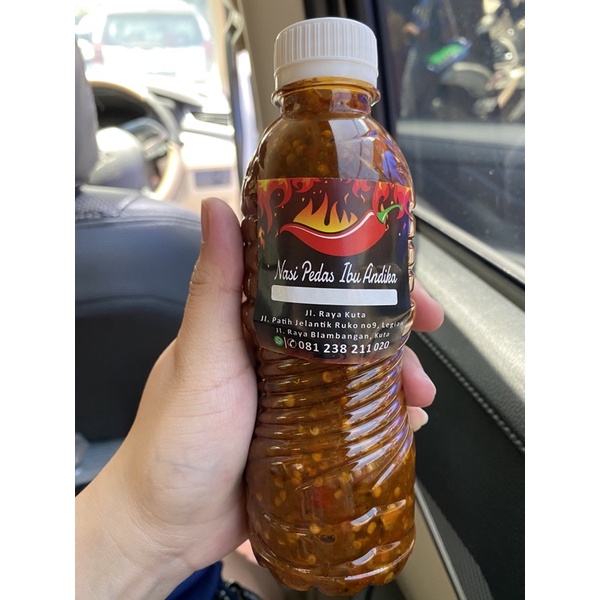 Nasi Pedas Ibu Andika
Jl. Raya Kuta
Jl. Patih Jelantik Ruko no9, Legian
Jl. Raya Blambangan, Kuta
081 238 211 020